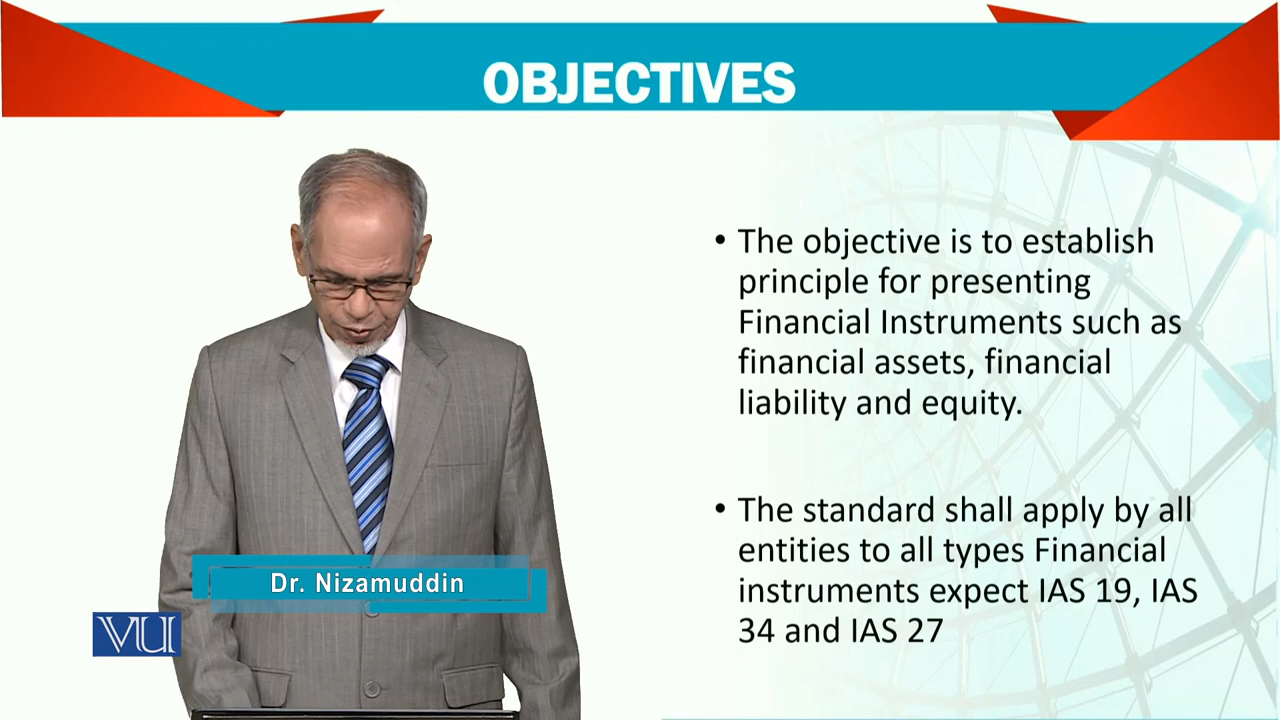 OBJECTIVES
• The objective is to establish
principle for presenting
Financial Instruments such as
financial assets, financial
liability and equity.
• The standard shall apply by all
entities to all types Financial
instruments expect IAS 19, IAS
34 and IAS 27
Dr. Nizamuddin
VU